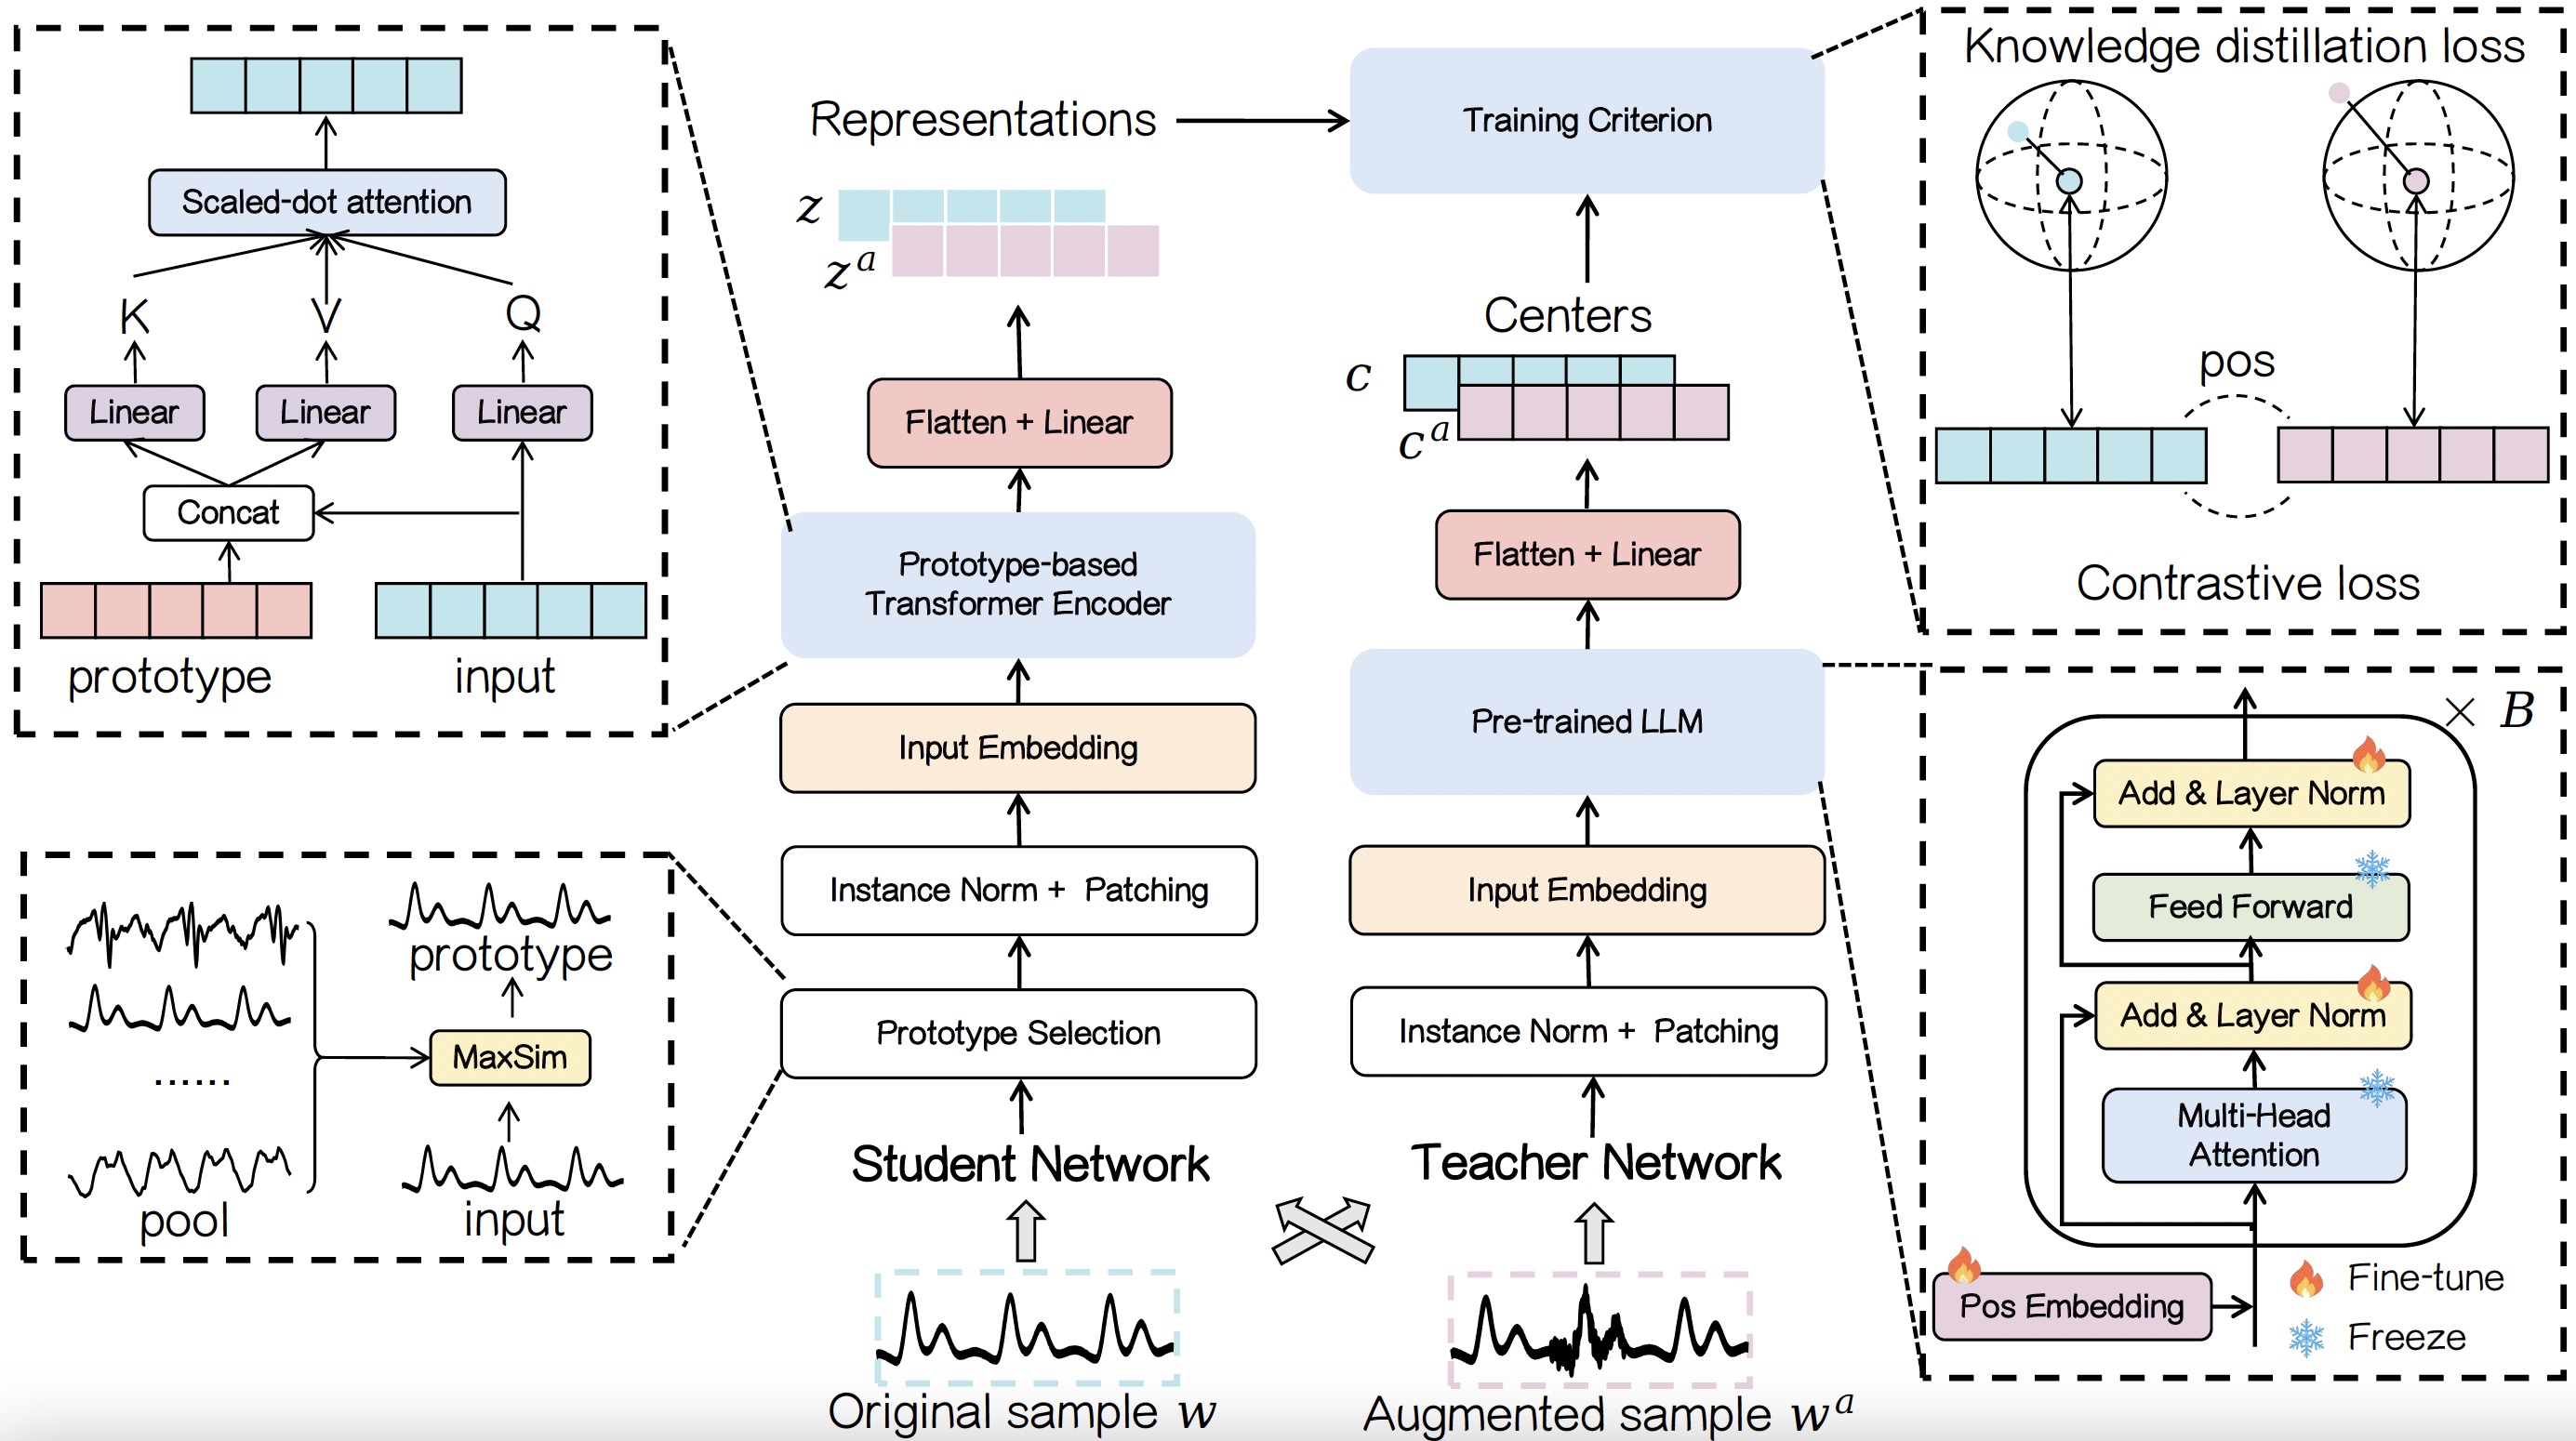 Scaled-dot attention
K
V
Q
Linear
Linear
Linear
Concat
prototype
input
prototype
MaxSim
......
pool
input
Representations
z
zᵃ
Flatten + Linear
Prototype-based
Transformer Encoder
Input Embedding
Instance Norm + Patching
Prototype Selection
Student Network
Original sample w
Training Criterion
Centers
c
cᵃ
Flatten + Linear
Pre-trained LLM
Input Embedding
Instance Norm + Patching
Teacher Network
Augmented sample wᵃ
Knowledge distillation loss
pos
Contrastive loss
× B
Add & Layer Norm
Feed Forward
Add & Layer Norm
Multi-Head
Attention
Pos Embedding
Fine-tune
Freeze